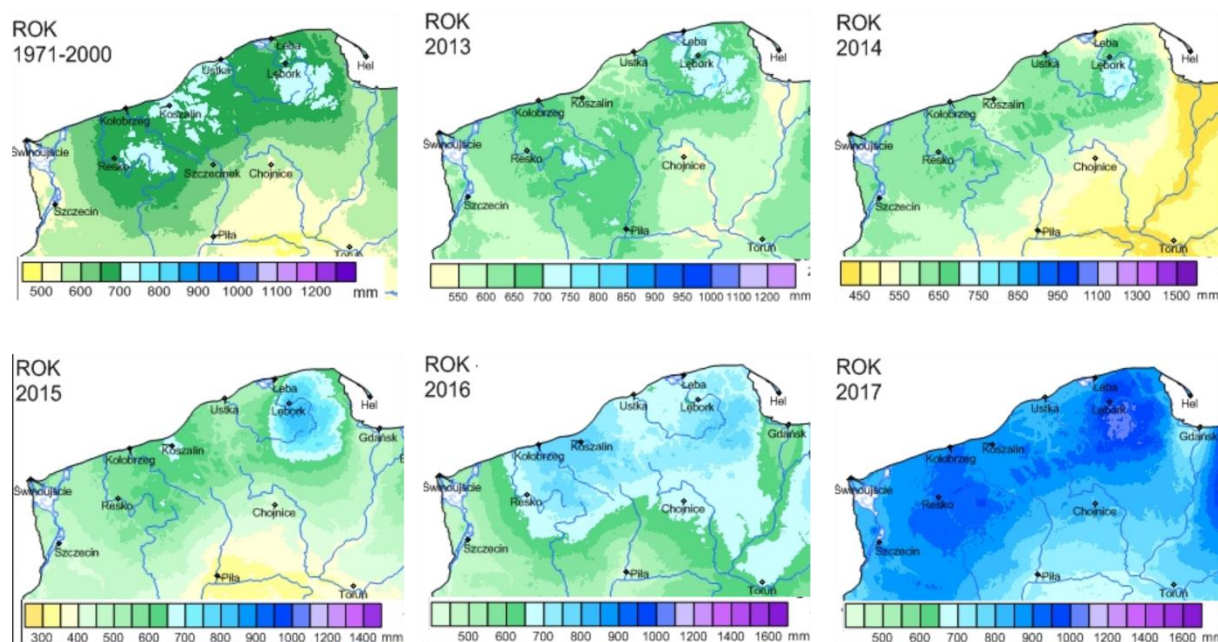 ROK
1971-2000
Łeba
Ustka
Lębork
Hel
Koszalin
Kołobrzeg
Świnoujście
Resko
Szczecinek
Chojnice
Szczecin
Piła
Toruń
500 600 700 800 900 1000 1100 1200 mm
ROK
2013
Łeba
Hel
Ustka
Lębork
Kołobrzeg
Koszalin
Świnoujście
Resko
Chojnice
Szczecin
Piła
Toruń
550 600 650 700 750 800 850 900 950 1000 1100 1200 mm
ROK
2014
Łeba
Hel
Ustka
Lębork
Koszalin
Kołobrzeg
Świnoujście
Resko
Chojnice
Szczecin
Piła
Toruń
450 550 650 750 850 950 1100 1300 1500 mm
ROK
2015
Łeba
Ustka
Lębork
Hel
Gdańsk
Koszalin
Kołobrzeg
Świnoujście
Resko
Chojnice
Szczecin
Piła
Toruń
300 400 500 600 700 800 900 1000 1200 1400 mm
ROK
2016
Łeba
Ustka
Lębork
Hel
Gdańsk
Koszalin
Kołobrzeg
Świnoujście
Resko
Chojnice
Szczecin
Piła
Toruń
500 600 700 800 900 1000 1200 1400 1600 mm
ROK
2017
Łeba
Ustka
Lębork
Hel
Gdańsk
Koszalin
Kołobrzeg
Świnoujście
Resko
Chojnice
Szczecin
Piła
Toruń
500 600 700 800 900 1000 1200 1400 1600 mm